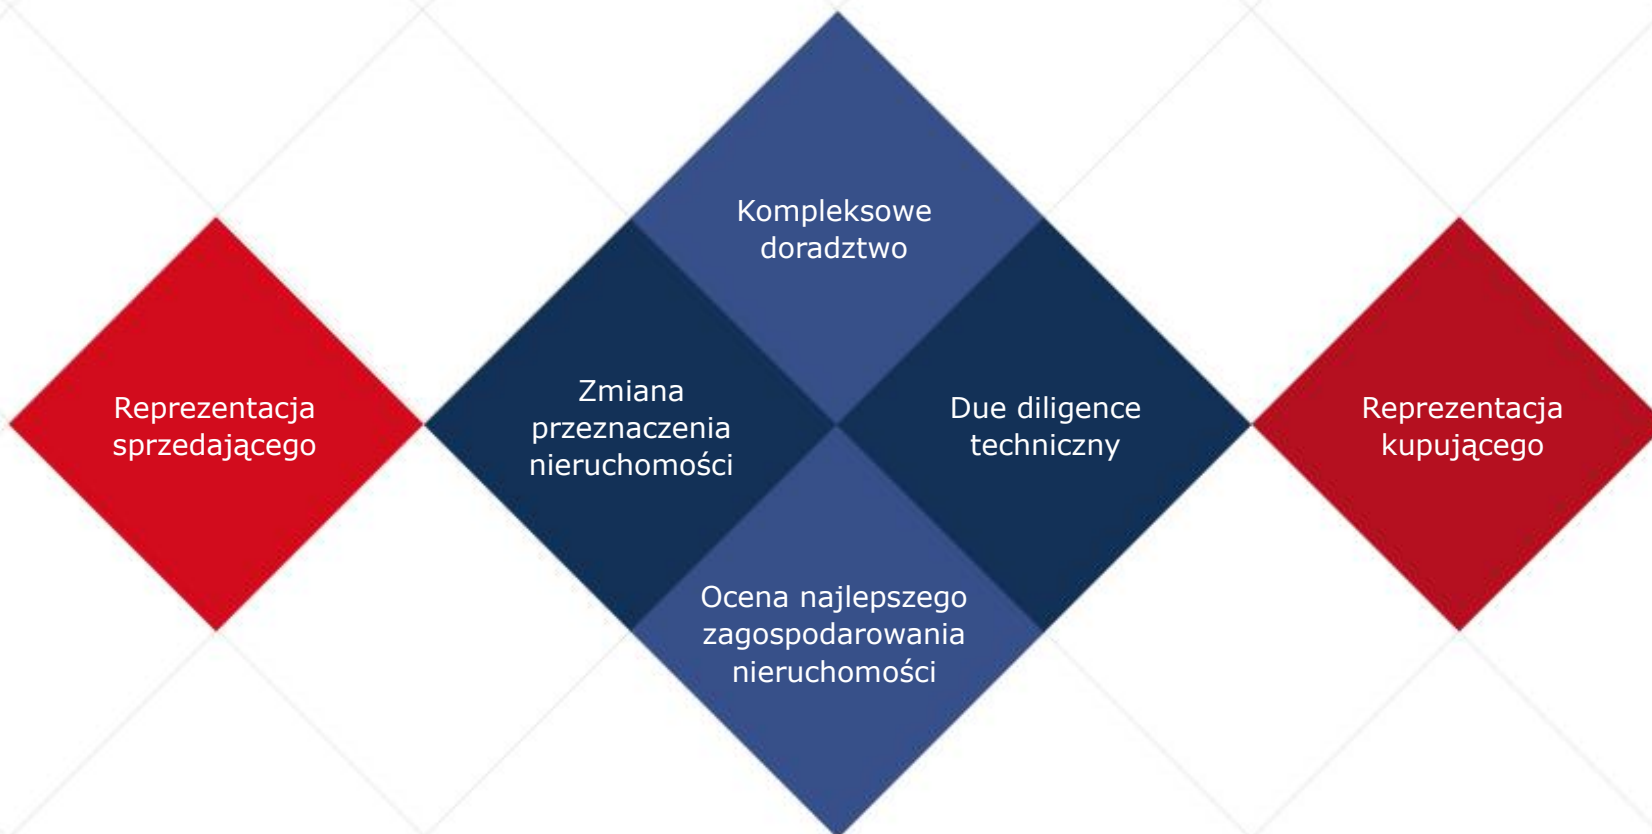 Kompleksowe
doradztwo
Reprezentacja
sprzedającego
Zmiana
przeznaczenia
nieruchomości
Due diligence
techniczny
Reprezentacja
kupującego
Ocena najlepszego
zagospodarowania
nieruchomości